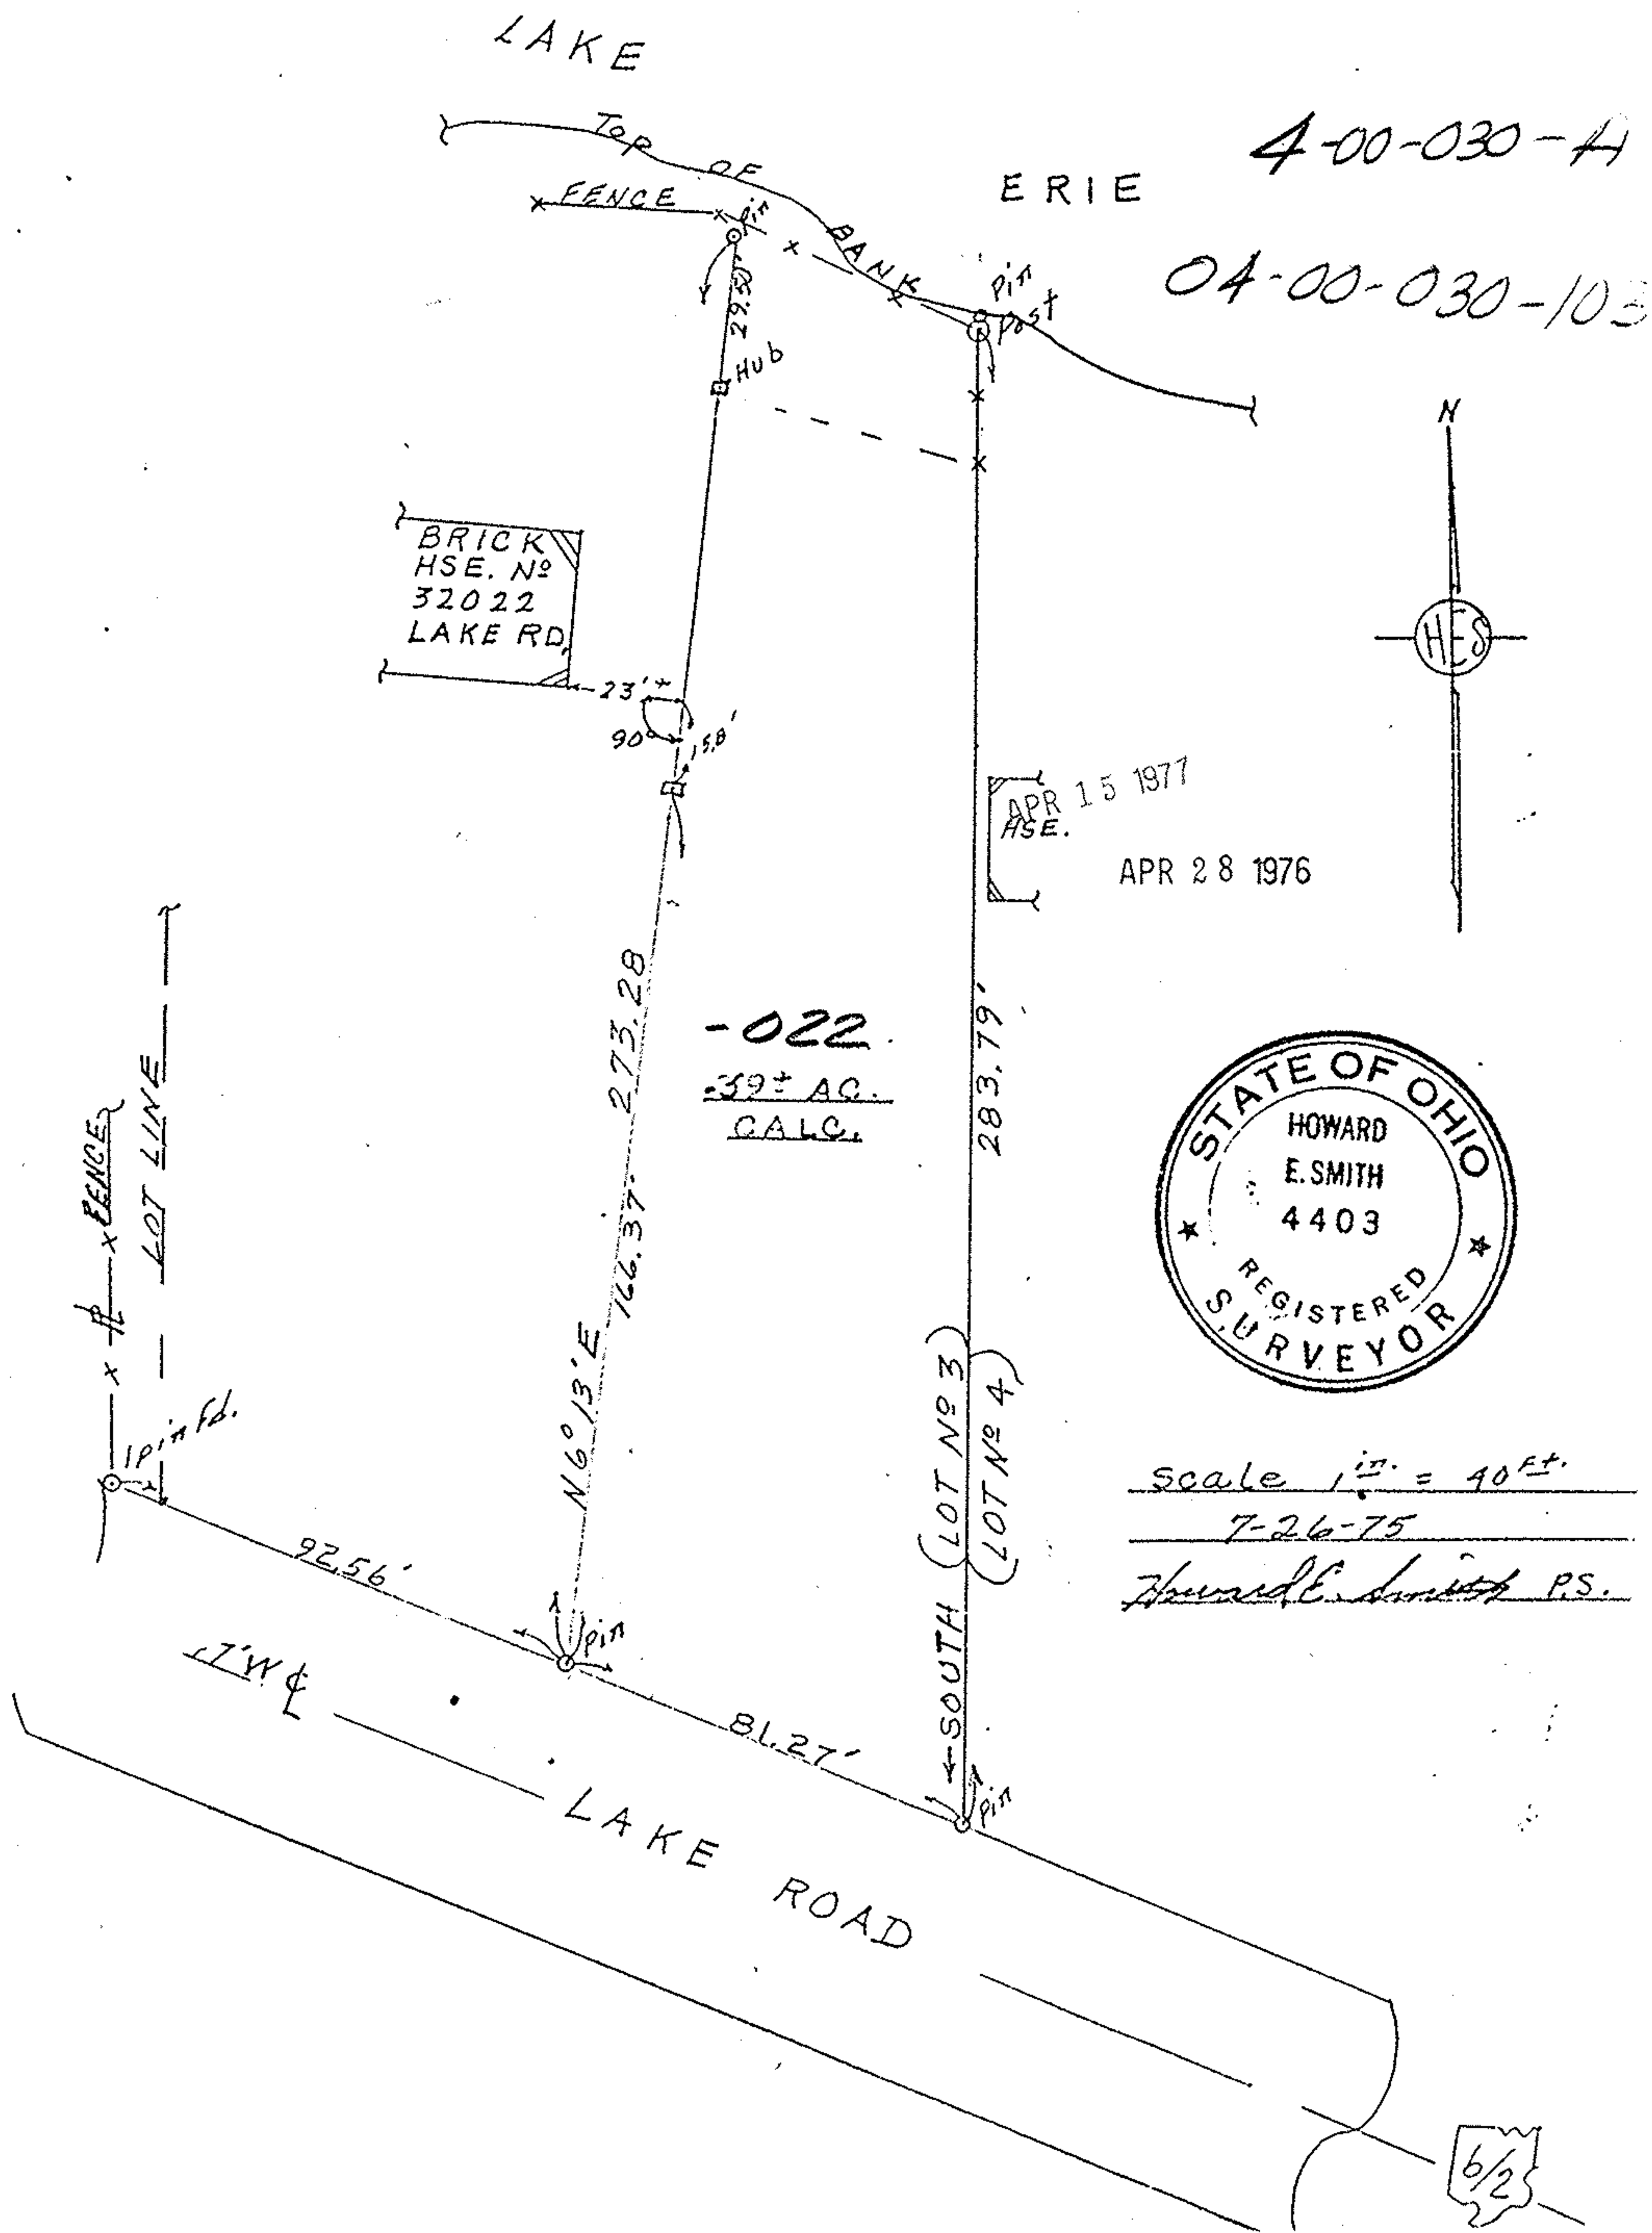 LAKE
4-00-030-A
TOP OF BANK
ERIE
FENCE
Pin
Pin
Post
04-00-030-103
29.50'
Hub
N
BRICK
HSE. Nº
32022
LAKE RD,
HES
23'±
90°
15.8'
APR 15 1977
HSE.
APR 28 1976
273.28
-022
.39± AC.
CALC.
283.79'
166.37'
N6°13'E
FENCE
LOT LINE
STATE OF OHIO
HOWARD
E. SMITH
4403
REGISTERED
SURVEYOR
(LOT Nº 3)
(LOT Nº 4)
←SOUTH
1 pin Fd.
Scale 1 in. = 40 Ft.
7-26-75
Howard E. Smith P.S.
92.56'
Pin
81.27'
Pin
LAKE ROAD
6/2